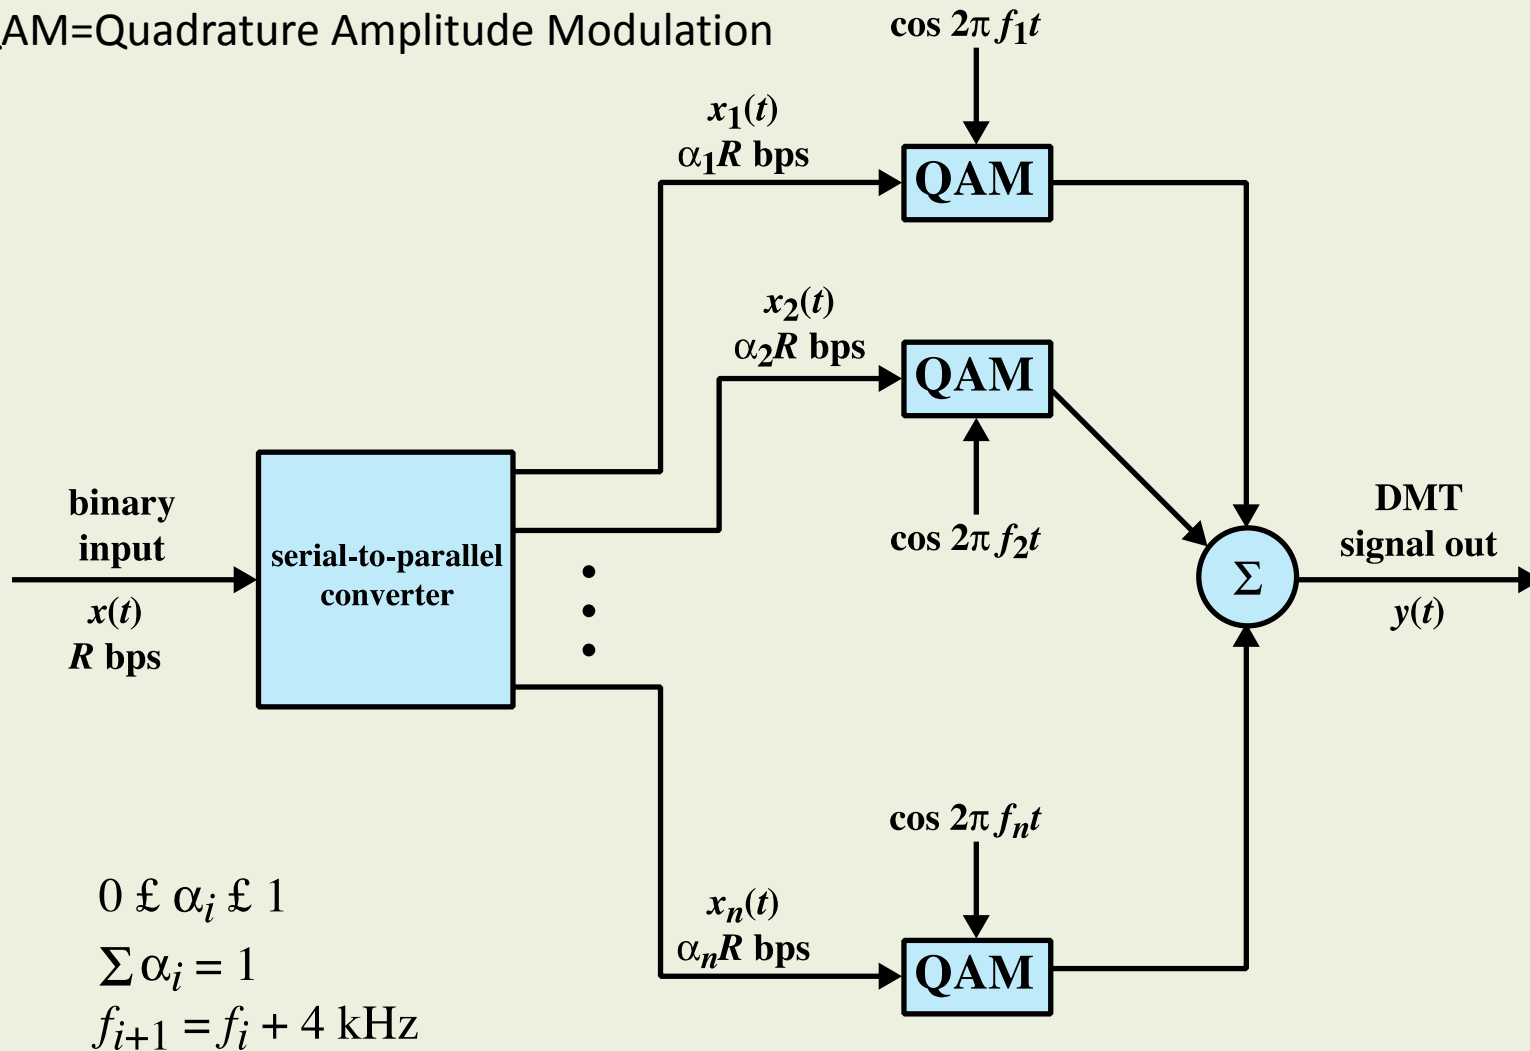 AM=Quadrature Amplitude Modulation
cos 2π f1t
x1(t)
α1R bps
QAM
x2(t)
α2R bps
QAM
cos 2π f2t
binary
input
x(t)
R bps
serial-to-parallel
converter
Σ
DMT
signal out
y(t)
cos 2π fnt
xn(t)
αnR bps
QAM
0 £ αi £ 1
Σ αi = 1
fi+1 = fi + 4 kHz